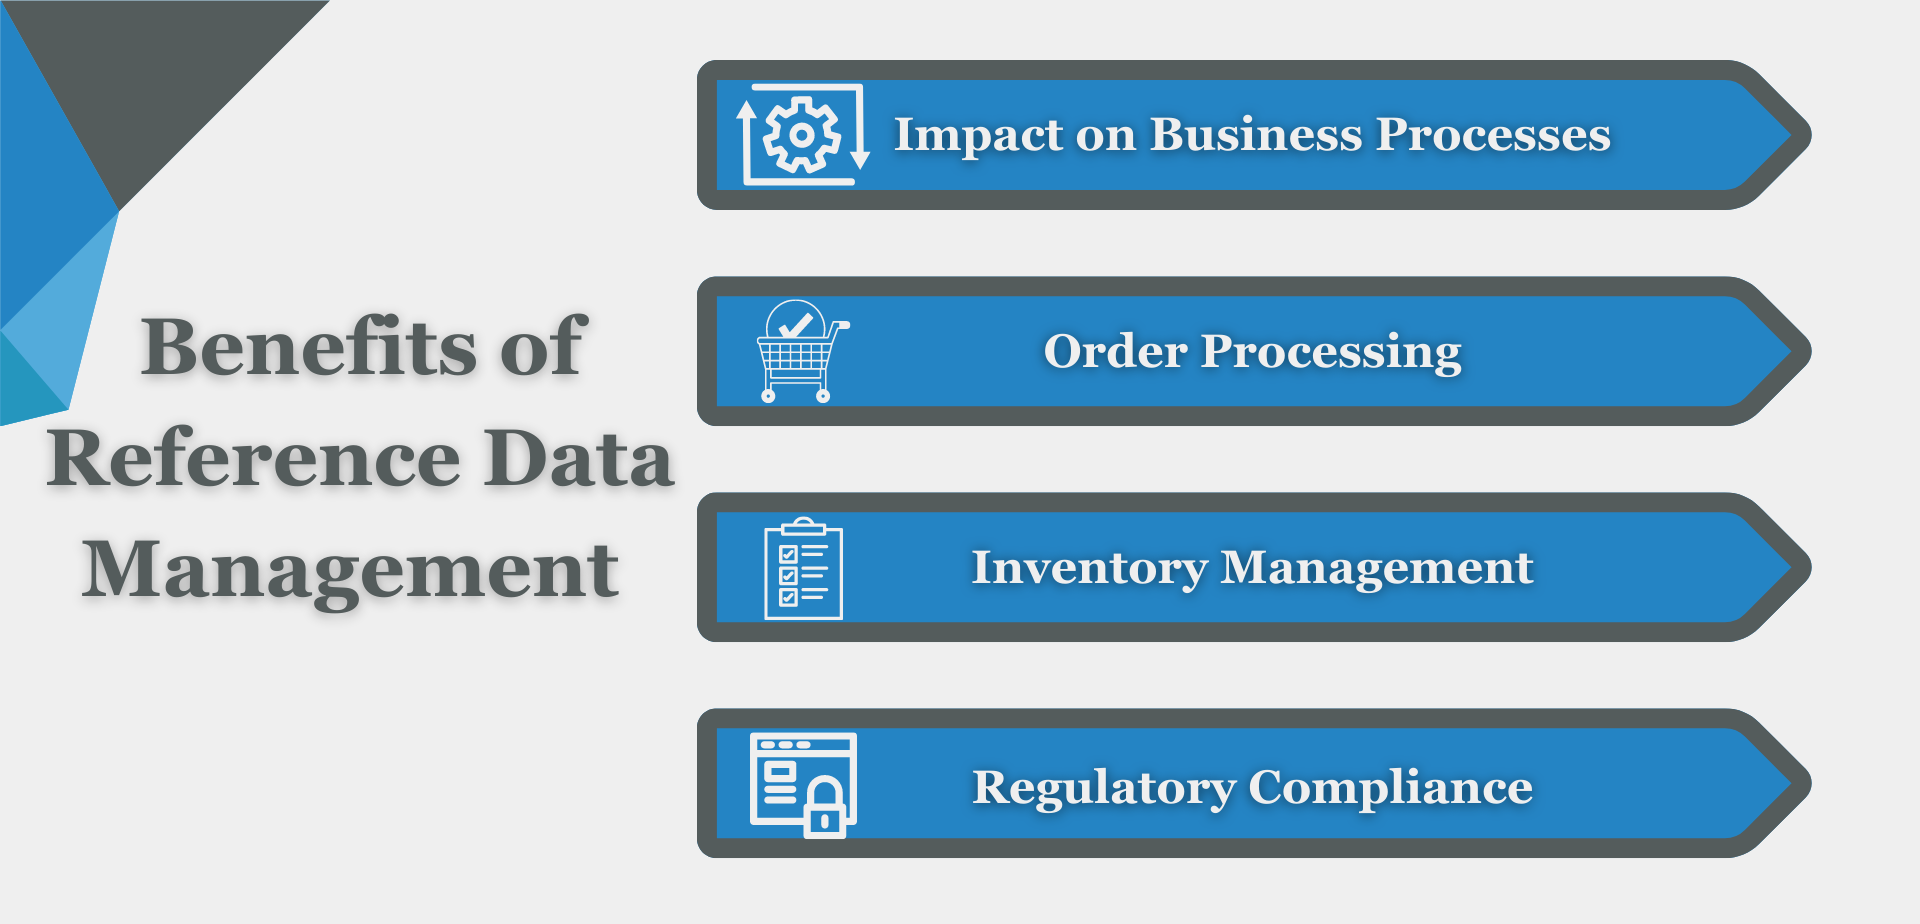 Benefits of
Reference Data
Management
Impact on Business Processes
Order Processing
Inventory Management
Regulatory Compliance